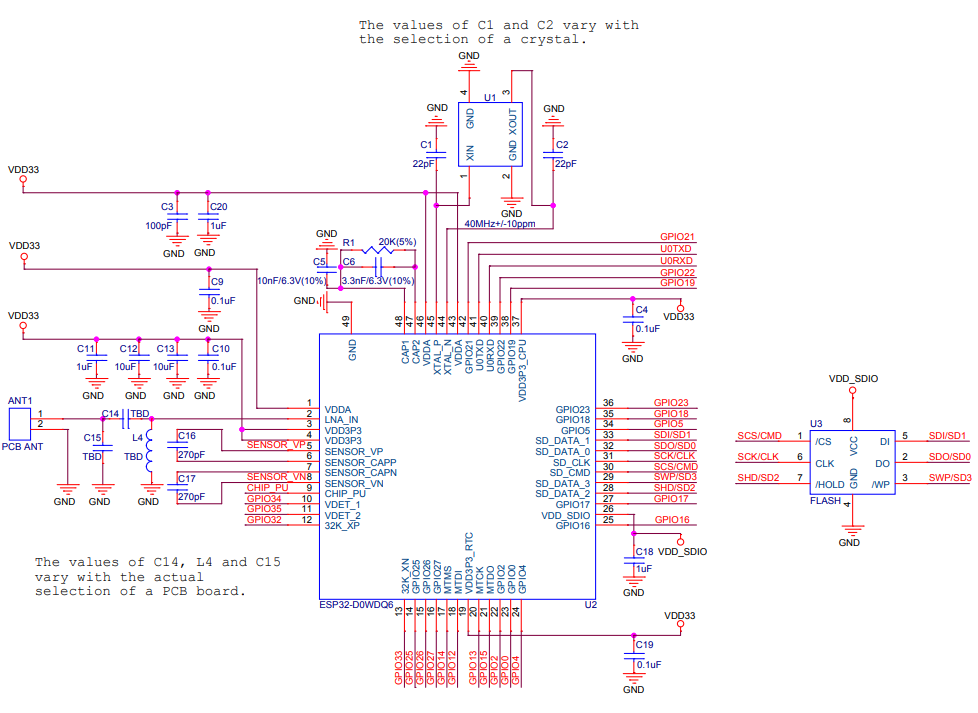 The values of C1 and C2 vary with
the selection of a crystal.
GND
U1
4
3
GND
XOUT
XIN
GND
1
2
GND
GND
C1
22pF
GND
C2
22pF
40MHz+/-10ppm
VDD33
C3
100pF
GND
C20
1uF
GND
VDD33
C9
0.1uF
GND
VDD33
C11
1uF
GND
C12
10uF
GND
C13
10uF
GND
C10
0.1uF
GND
GND
R1
20K(5%)
C5
C6
10nF/6.3V(10%)
3.3nF/6.3V(10%)
GND
GPIO21
U0TXD
U0RXD
GPIO22
GPIO19
C4
0.1uF
GND
VDD33
49
48
47
46
45
44
43
42
41
40
39
38
37
GND
CAP1
CAP2
VDDA
XTAL_P
XTAL_N
VDDA
GPIO21
U0TXD
U0RXD
GPIO22
GPIO19
VDD3P3_CPU
ANT1
1
2
PCB ANT
GND
C14
TBD
C15
TBD
GND
L4
TBD
GND
C16
270pF
C17
270pF
SENSOR_VP
SENSOR_VN
CHIP_PU
GPIO34
GPIO35
GPIO32
1
2
3
4
5
6
7
8
9
10
11
12
VDDA
LNA_IN
VDD3P3
VDD3P3
SENSOR_VP
SENSOR_CAPP
SENSOR_CAPN
SENSOR_VN
CHIP_PU
VDET_1
VDET_2
32K_XP
GPIO23
GPIO18
GPIO5
SD_DATA_1
SD_DATA_0
SD_CLK
SD_CMD
SD_DATA_3
SD_DATA_2
GPIO17
VDD_SDIO
GPIO16
36
35
34
33
32
31
30
29
28
27
26
25
GPIO23
GPIO18
GPIO5
SDI/SD1
SDO/SD0
SCK/CLK
SCS/CMD
SWP/SD3
SHD/SD2
GPIO17
GPIO16
C18
1uF
GND
VDD_SDIO
32K_XN
GPIO25
GPIO26
GPIO27
MTMS
MTDI
VDD3P3_RTC
MTCK
MTDO
GPIO2
GPIO0
GPIO4
ESP32-D0WDQ6
U2
13
14
15
16
17
18
19
20
21
22
23
24
GPIO33
GPIO25
GPIO26
GPIO27
GPIO14
GPIO12
GPIO13
GPIO15
GPIO2
GPIO0
GPIO4
VDD33
C19
0.1uF
GND
VDD_SDIO
U3
8
SCS/CMD
SCK/CLK
SHD/SD2
1
6
7
/CS
CLK
/HOLD
VCC
GND
DI
DO
/WP
5
2
3
SDI/SD1
SDO/SD0
SWP/SD3
FLASH
4
GND
The values of C14, L4 and C15
vary with the actual
selection of a PCB board.